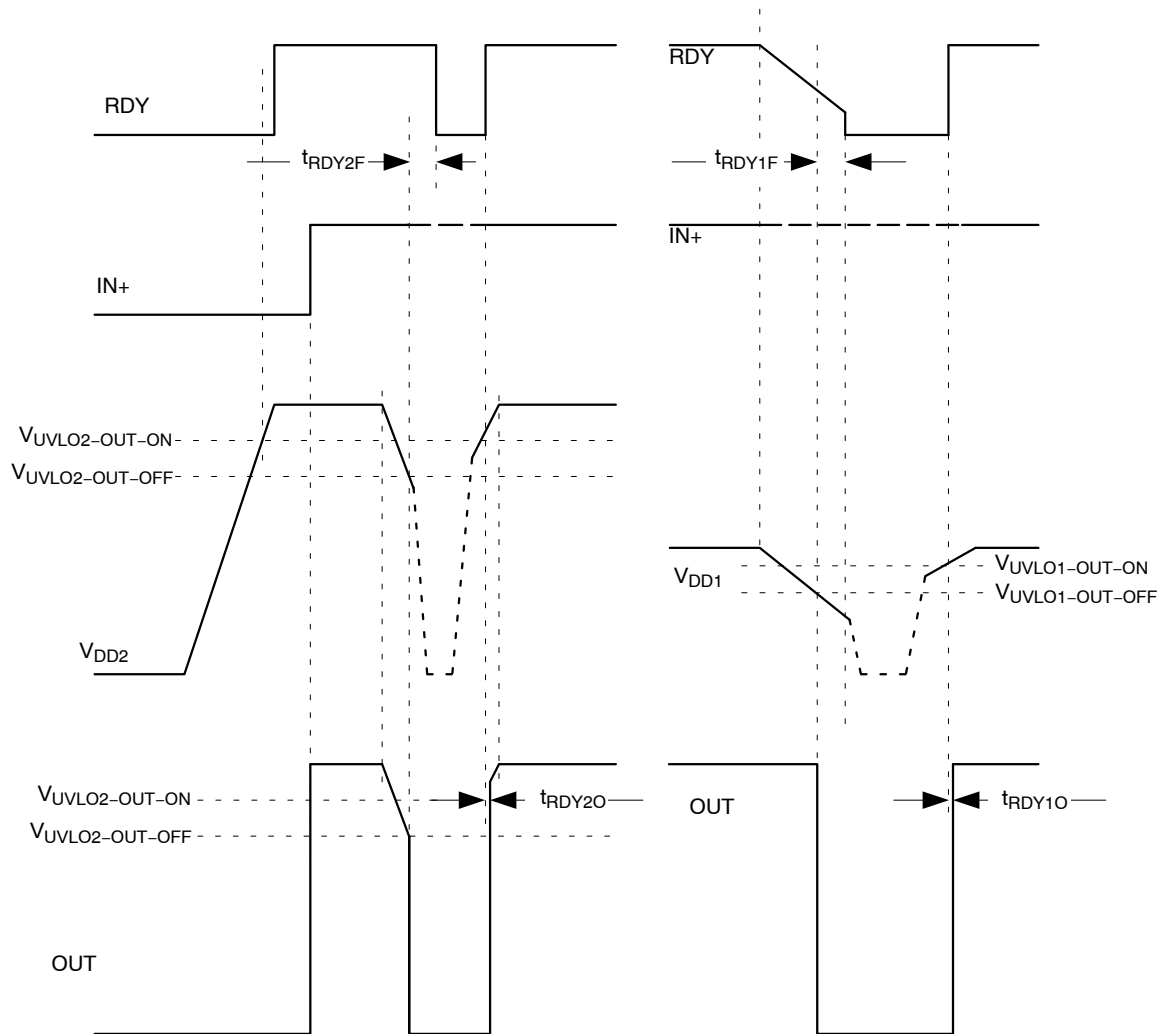 RDY
RDY
tRDY2F
tRDY1F
IN+
IN+
VUVLO2−OUT−ON
VUVLO2−OUT−OFF
VDD1
VUVLO1−OUT−ON
VUVLO1−OUT−OFF
VDD2
VUVLO2−OUT−ON
VUVLO2−OUT−OFF
tRDY2O
OUT
tRDY1O
OUT